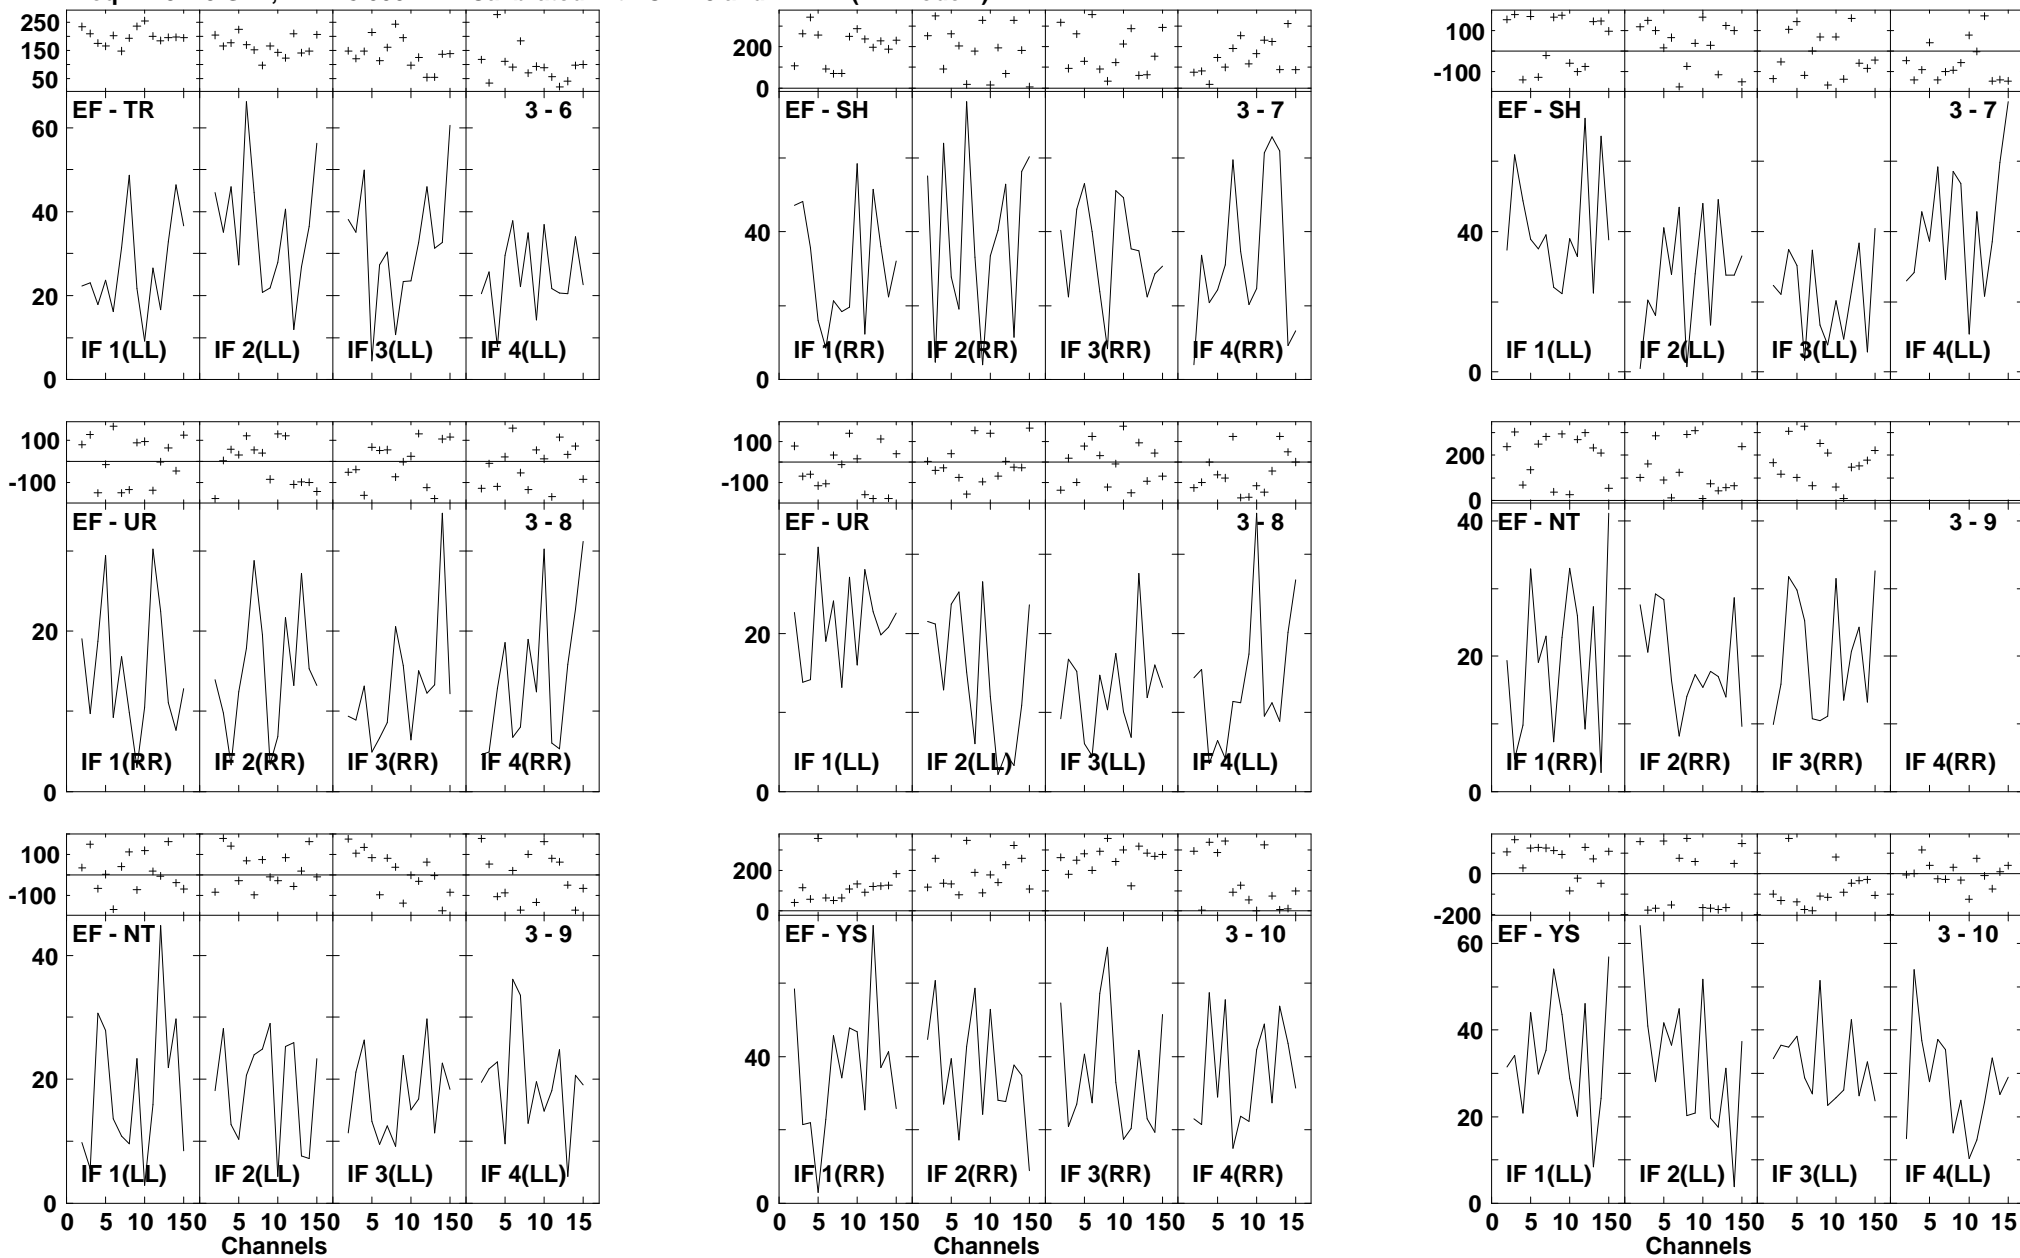 250
150
50
EF - TR 3 - 6
60
40
20
0
IF 1(LL) IF 2(LL) IF 3(LL) IF 4(LL)
200
0
EF - SH 3 - 7
40
0
IF 1(RR) IF 2(RR) IF 3(RR) IF 4(RR)
100
-100
EF - SH 3 - 7
40
0
IF 1(LL) IF 2(LL) IF 3(LL) IF 4(LL)
100
-100
EF - UR 3 - 8
20
0
IF 1(RR) IF 2(RR) IF 3(RR) IF 4(RR)
100
-100
EF - UR 3 - 8
20
0
IF 1(LL) IF 2(LL) IF 3(LL) IF 4(LL)
200
0
EF - NT 3 - 9
40
20
0
IF 1(RR) IF 2(RR) IF 3(RR) IF 4(RR)
100
-100
EF - NT 3 - 9
40
20
0
IF 1(LL) IF 2(LL) IF 3(LL) IF 4(LL)
0 5 10 150 5 10 150 5 10 150 5 10 15
Channels
200
0
EF - YS 3 - 10
40
0
IF 1(RR) IF 2(RR) IF 3(RR) IF 4(RR)
0 5 10 150 5 10 150 5 10 150 5 10 15
Channels
0
-200
EF - YS 3 - 10
60
40
20
0
IF 1(LL) IF 2(LL) IF 3(LL) IF 4(LL)
0 5 10 150 5 10 150 5 10 150 5 10 15
Channels